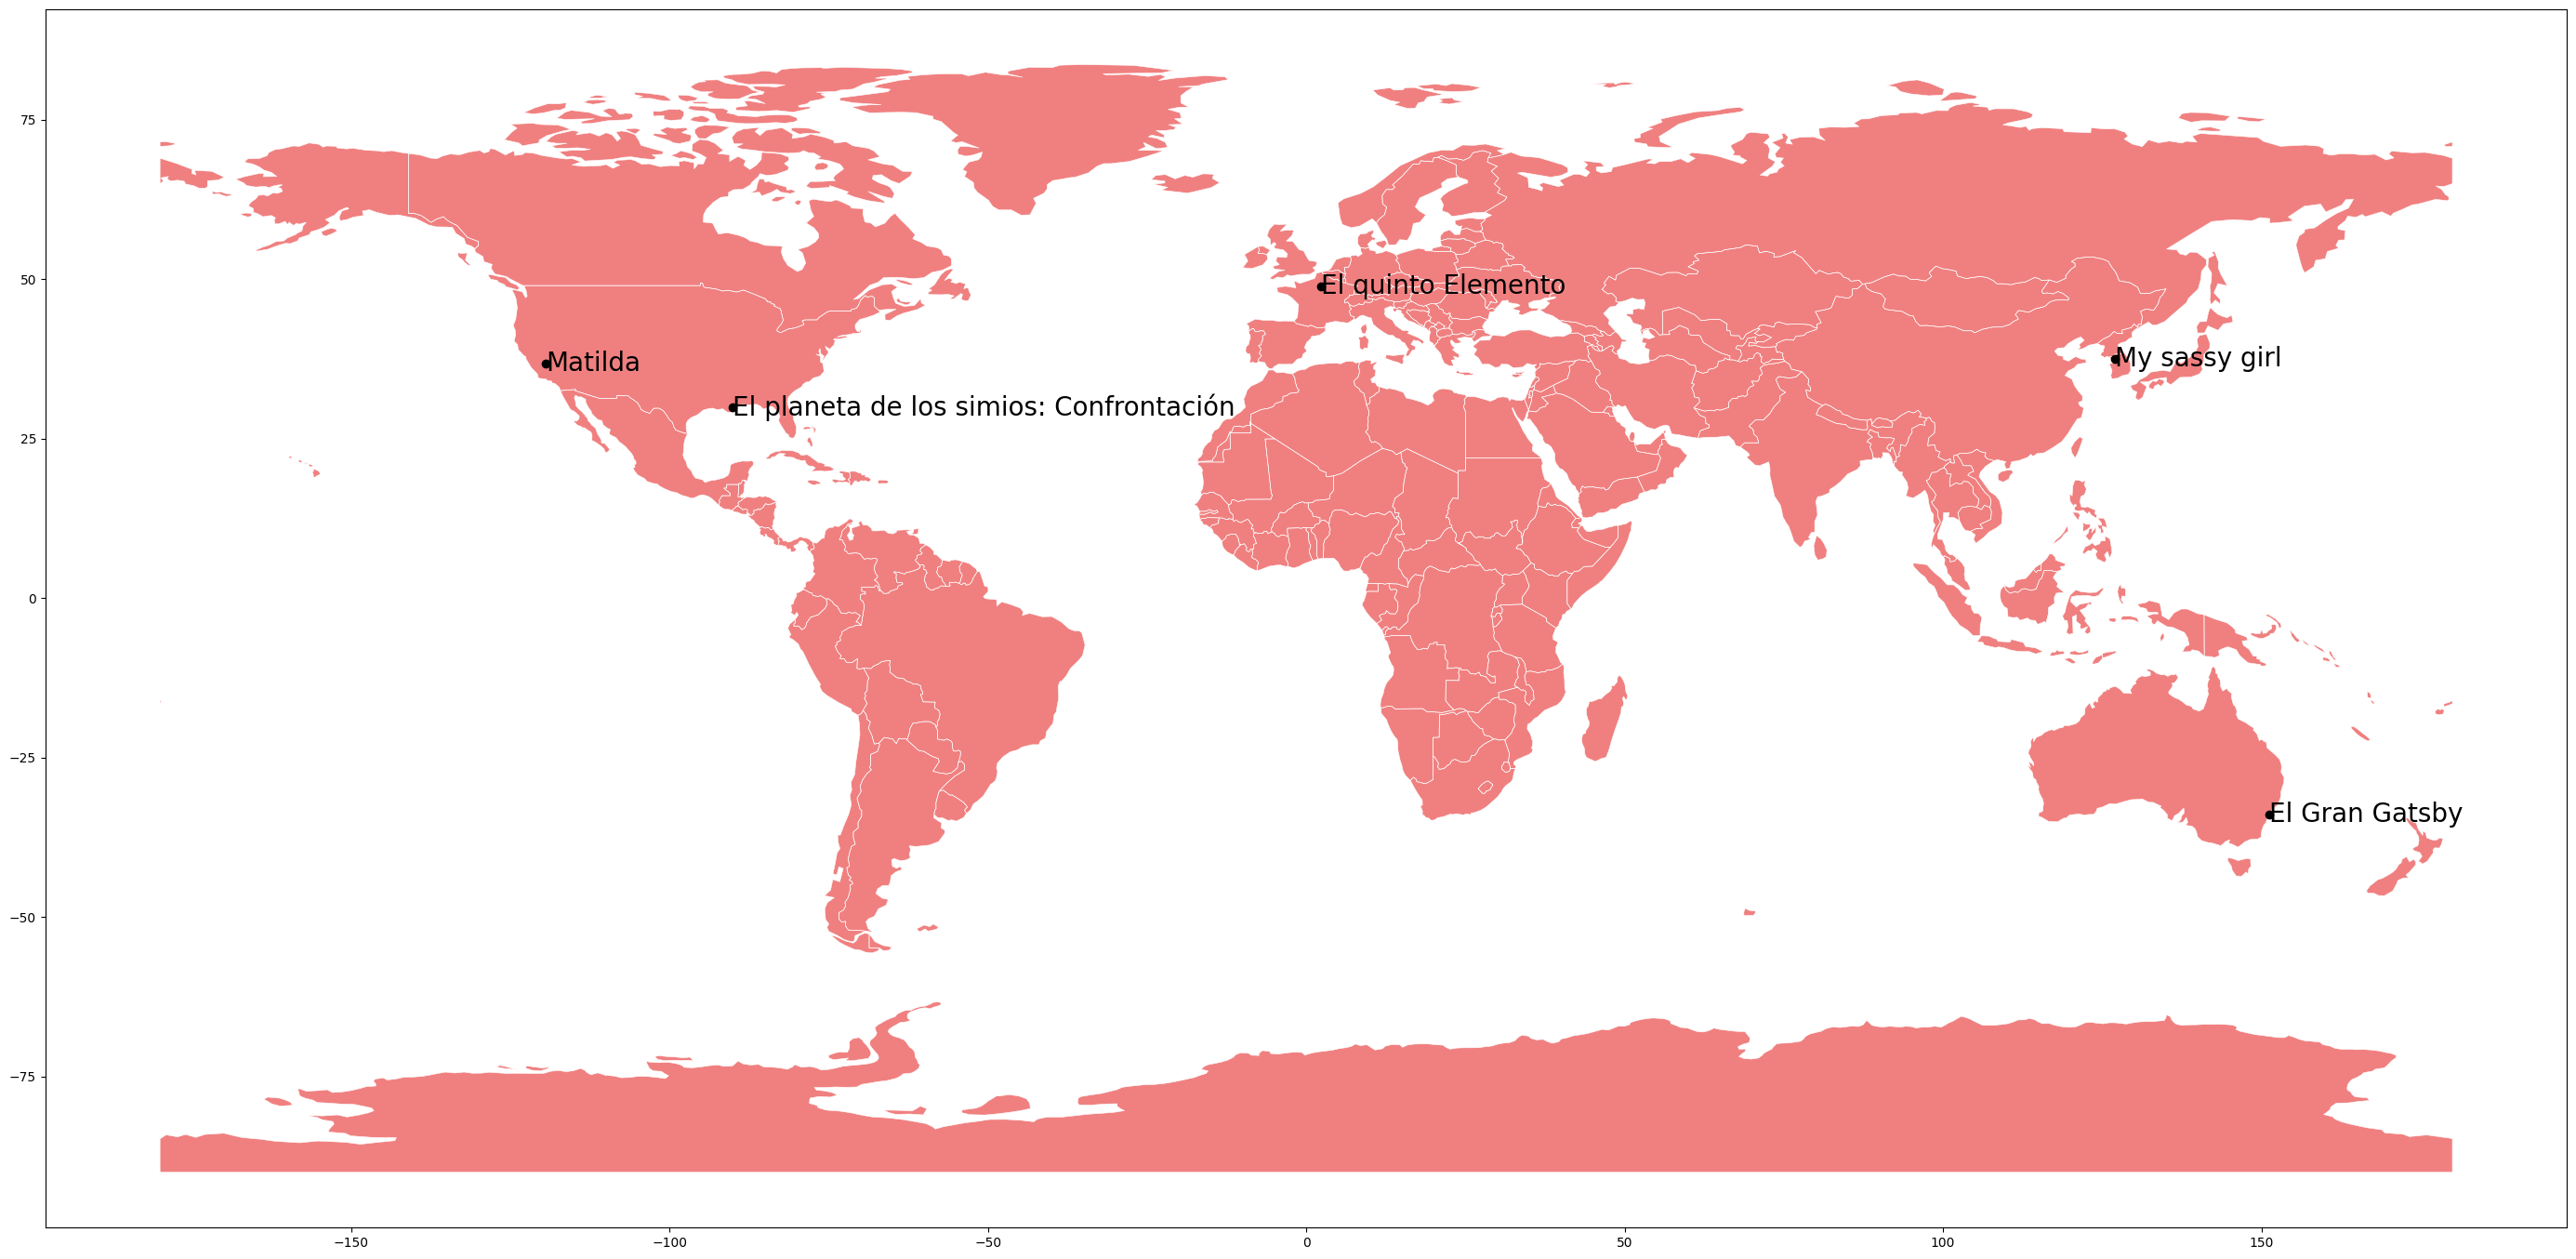 75
50
25
0
−25
−50
−75
El quinto Elemento
Matilda
My sassy girl
El planeta de los simios: Confrontación
El Gran Gatsby
−150
−100
−50
0
50
100
150